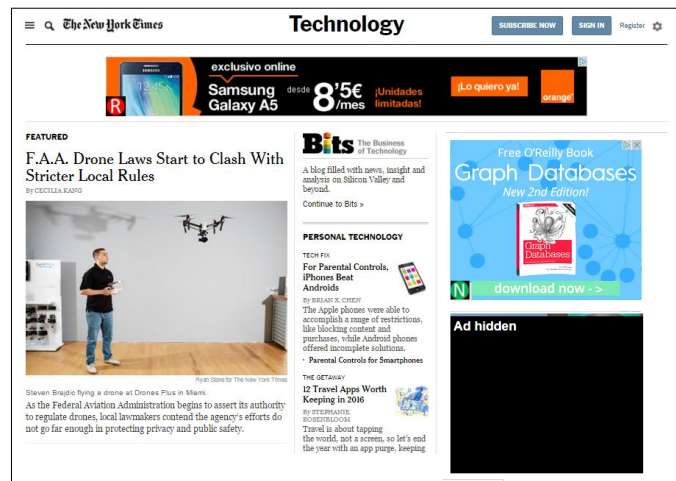 The New York Times
Technology
SUBSCRIBE NOW
SIGN IN
Register
exclusivo online
Samsung
Galaxy A5
desde
8'5€
/mes
¡Unidades
limitadas!
¡Lo quiero ya!
orange
R
FEATURED
F.A.A. Drone Laws Start to Clash With
Stricter Local Rules
By CECILIA KANG
Ryan Stone for The New York Times
Steven Brajdic flying a drone at Drones Plus in Miami.
As the Federal Aviation Administration begins to assert its authority
to regulate drones, local lawmakers contend the agency's efforts do
not go far enough in protecting privacy and public safety.
Bits
The Business
of Technology
A blog filled with news, insight and
analysis on Silicon Valley and
beyond.
Continue to Bits »
PERSONAL TECHNOLOGY
TECH FIX
For Parental Controls,
iPhones Beat
Androids
By BRIAN X. CHEN
The Apple phones were able to
accomplish a range of restrictions,
like blocking content and
purchases, while Android phones
offered incomplete solutions.
· Parental Controls for Smartphones
THE GETAWAY
12 Travel Apps Worth
Keeping in 2016
By STEPHANIE
ROSENBLOOM
Travel is about tapping
the world, not a screen, so let's end
the year with an app purge, keeping
Free O'Reilly Book
Graph Databases
New 2nd Edition!
Graph
Databases
N
download now - >
Ad hidden